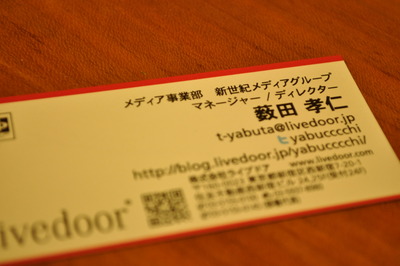 メディア事業部　新世紀メディアグループ
マネージャー / ディレクター
薮田 孝仁
t-yabuta@livedoor.jp
yabucccchi/
http://blog.livedoor.jp/yabucccchi/
www.livedoor.com
株式会社ライブドア
livedoor